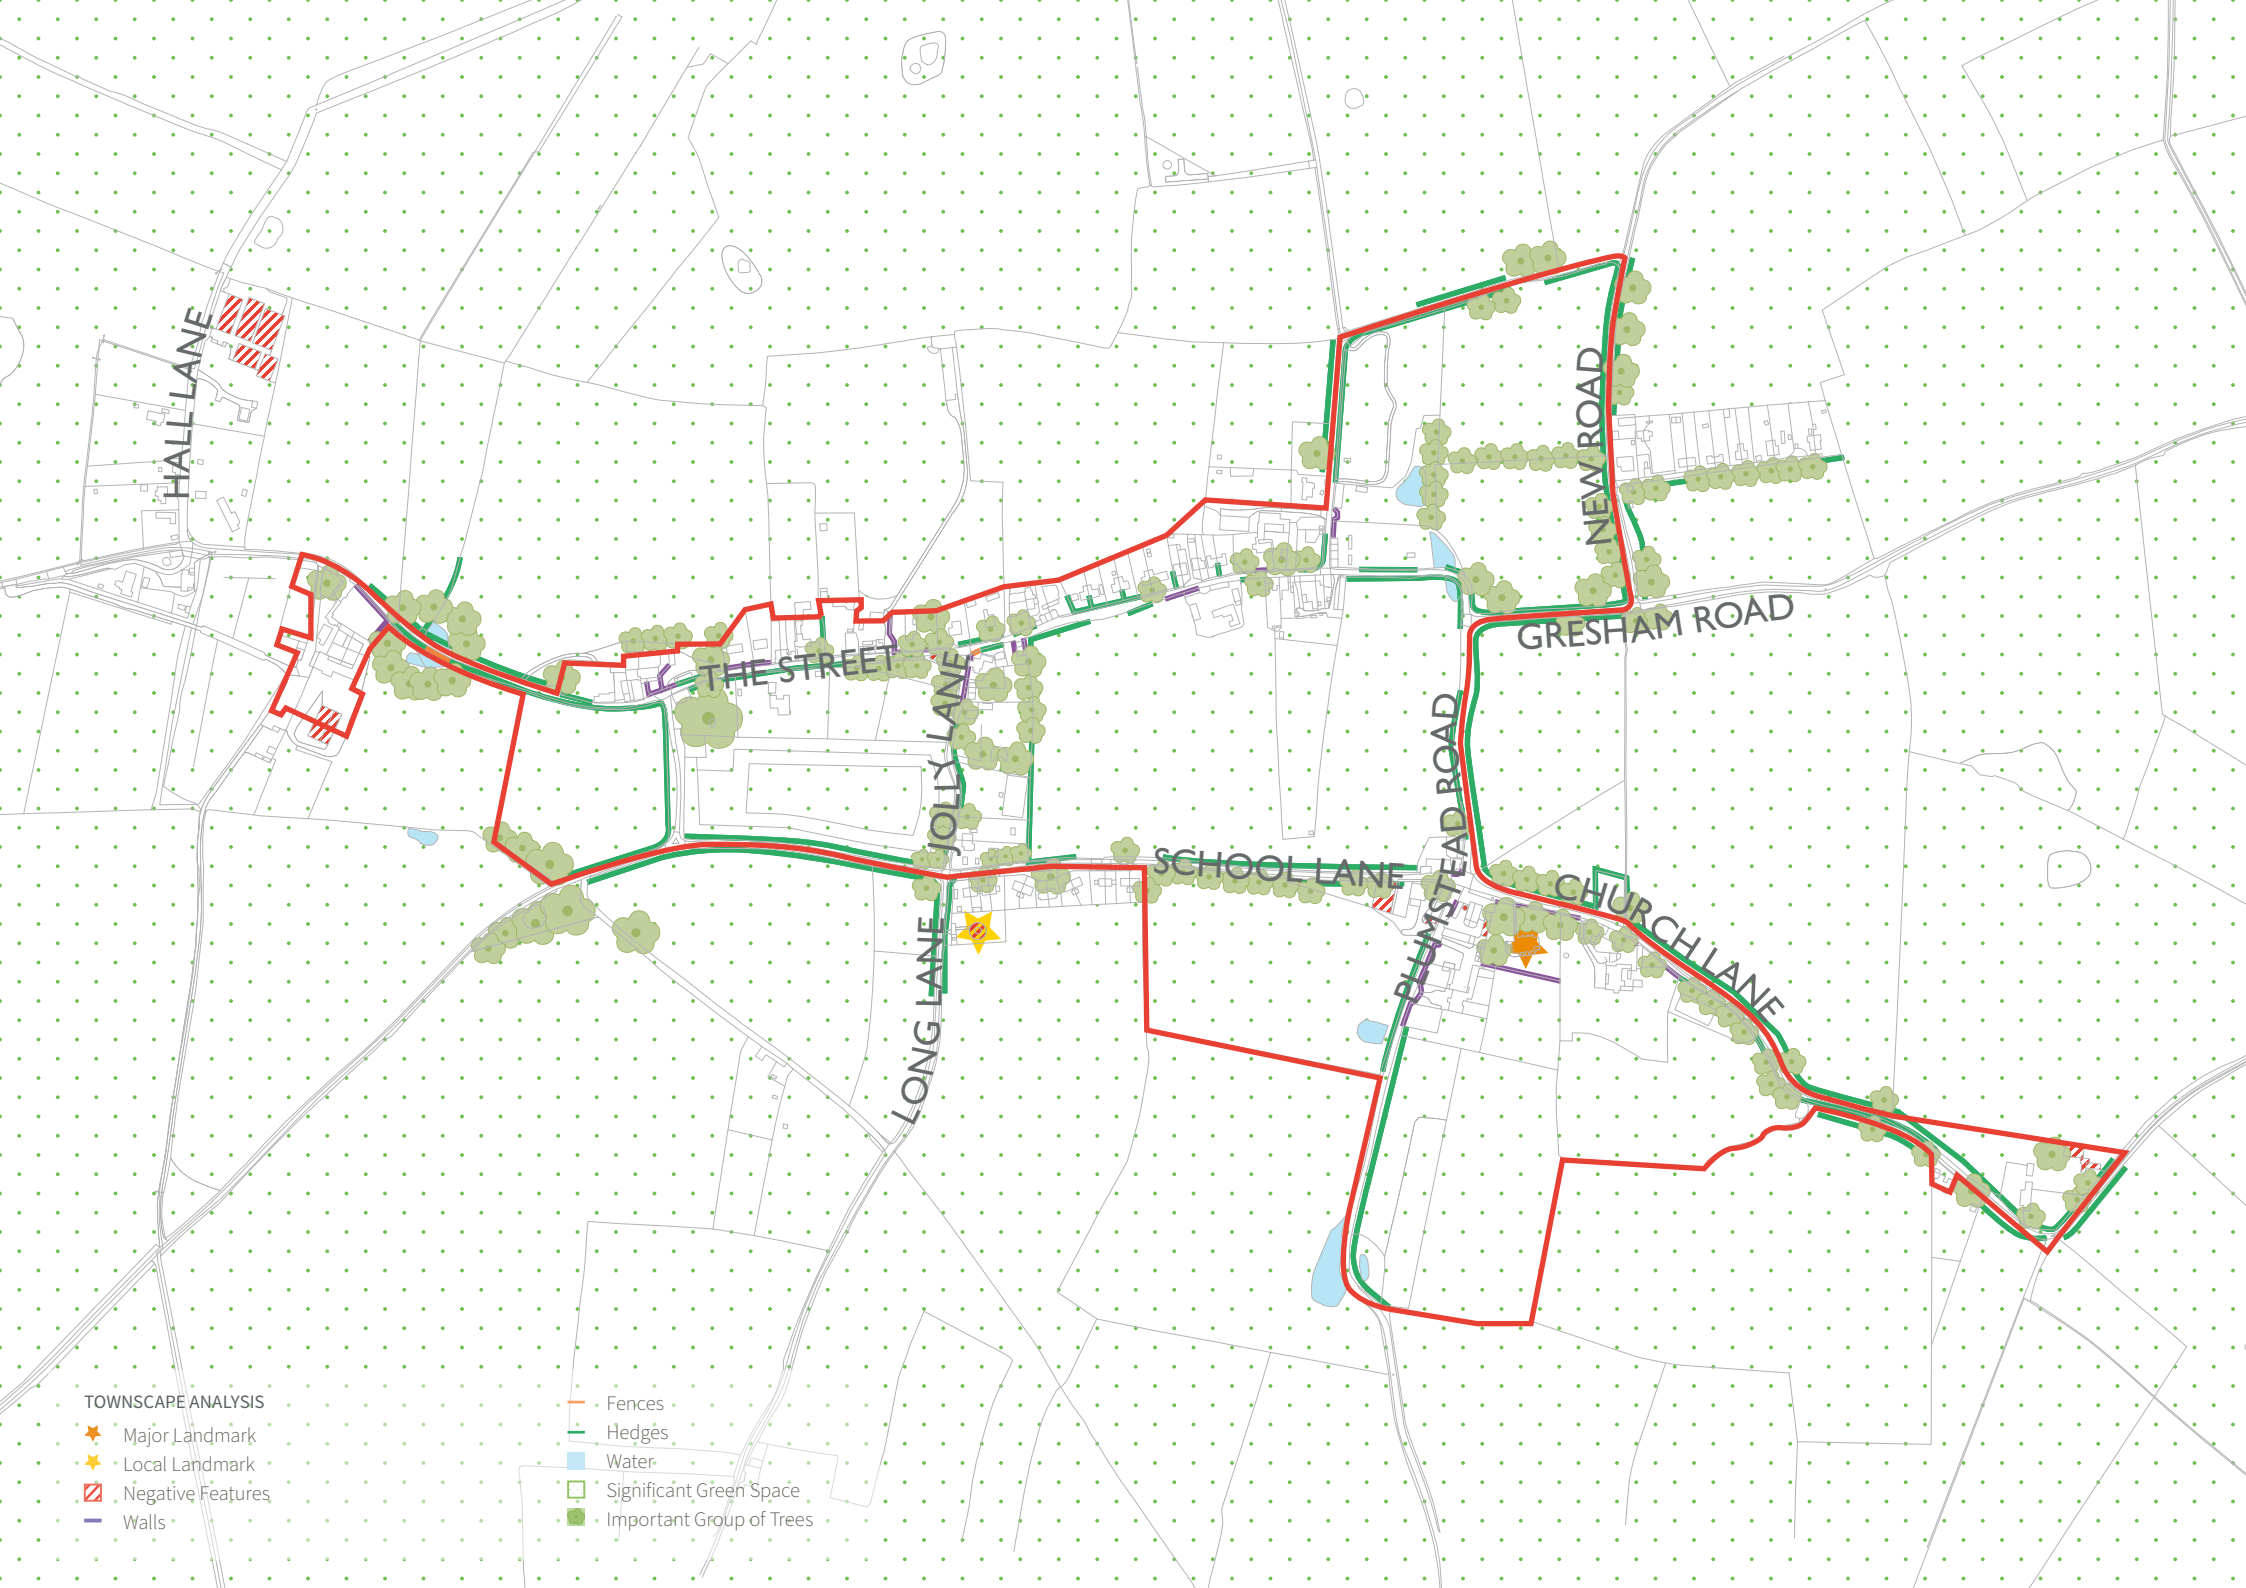 HALL LANE
NEW ROAD
GRESHAM ROAD
THE STREET
JOLLY LANE
PLUMSTEAD ROAD
SCHOOL LANE
CHURCH LANE
LONG LANE
TOWNSCAPE ANALYSIS
Major Landmark
Local Landmark
Negative Features
Walls
Fences
Hedges
Water
Significant Green Space
Important Group of Trees